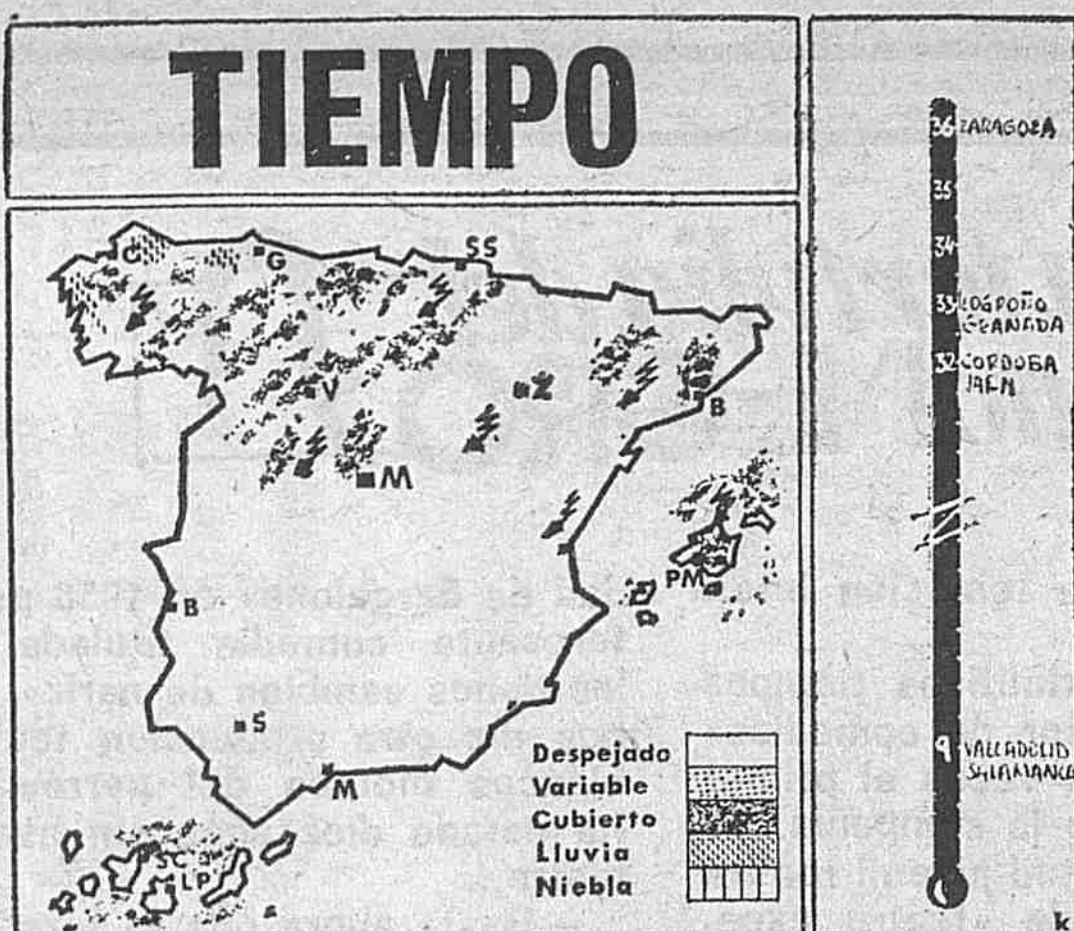 TIEMPO
C
G
SS
V
Z
B
M
PM
B
S
M
SC
LP
Despejado
Variable
Cubierto
Lluvia
Niebla
36 ZARAGOZA
35
34
33 LOGROÑO
GRANADA
32 CORDOBA
JAEN
9 VALLADOLID
SALAMANCA
k